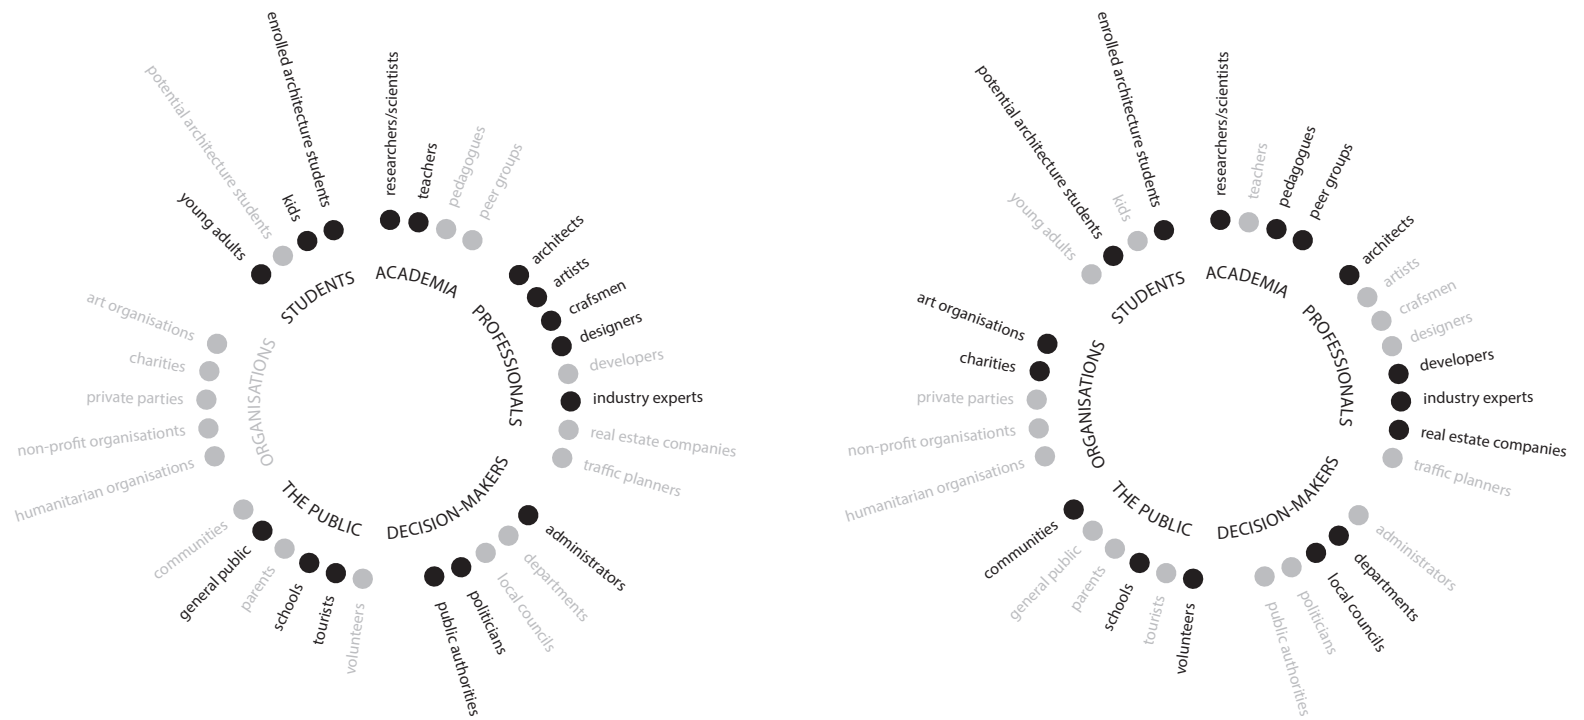 enrolled architecture students
potential architecture students
kids
young adults
STUDENTS
researchers/scientists
teachers
pedagogues
peer groups
ACADEMIA
architects
artists
crafsmen
designers
developers
industry experts
real estate companies
traffic planners
PROFESSIONALS
administrators
departments
local councils
politicians
public authorities
DECISION-MAKERS
volunteers
tourists
schools
parents
general public
communities
THE PUBLIC
humanitarian organisations
non-profit organisationts
private parties
charities
art organisations
ORGANISATIONS
enrolled architecture students
potential architecture students
kids
young adults
STUDENTS
researchers/scientists
teachers
pedagogues
peer groups
ACADEMIA
architects
artists
crafsmen
designers
developers
industry experts
real estate companies
traffic planners
PROFESSIONALS
administrators
departments
local councils
politicians
public authorities
DECISION-MAKERS
volunteers
tourists
schools
parents
general public
communities
THE PUBLIC
humanitarian organisations
non-profit organisationts
private parties
charities
art organisations
ORGANISATIONS